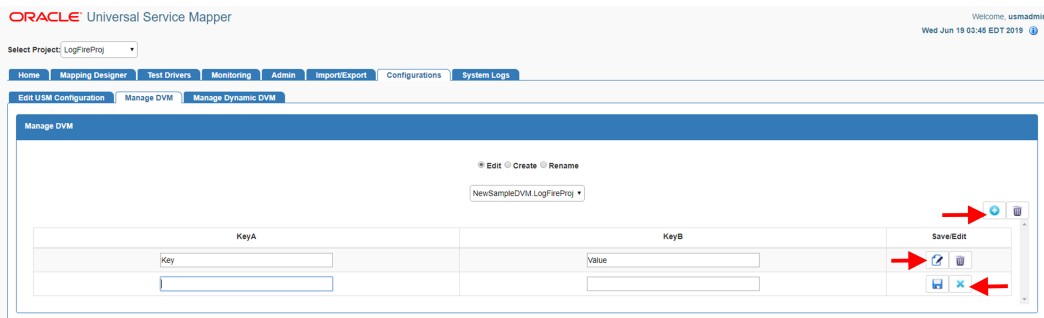 ORACLE® Universal Service Mapper
Welcome, usmadmin
Wed Jun 19 03:45 EDT 2019
Select Project: LogFireProj
Home Mapping Designer Test Drivers Monitoring Admin Import/Export Configurations System Logs
Edit USM Configuration Manage DVM Manage Dynamic DVM
Manage DVM
Edit Create Rename
NewSampleDVM.LogFireProj
KeyA KeyB Save/Edit
Key Value